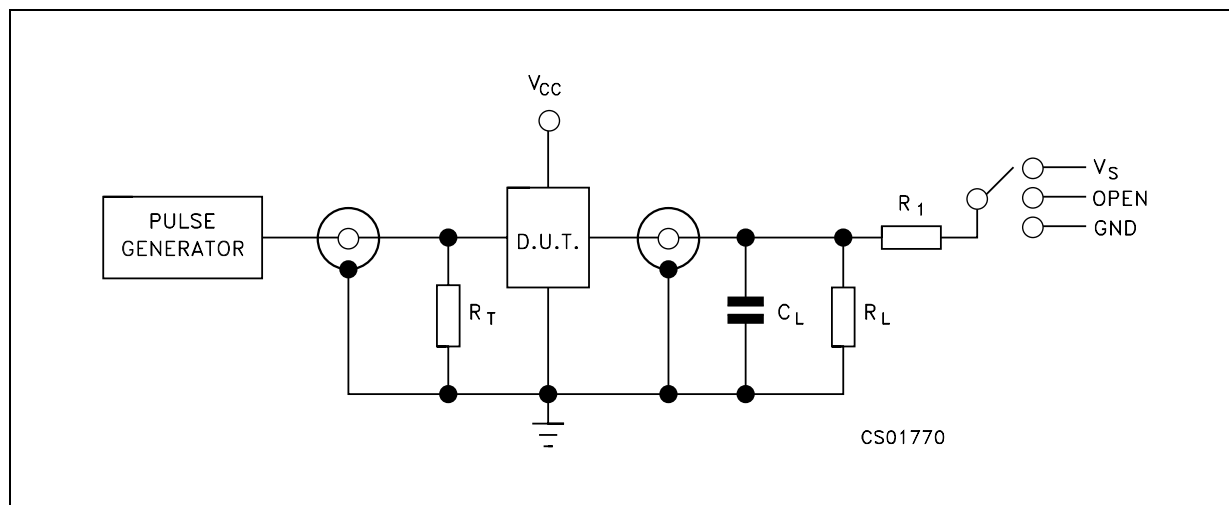 VCC
PULSE
GENERATOR
D.U.T.
RT
CL
RL
R1
VS
OPEN
GND
CS01770